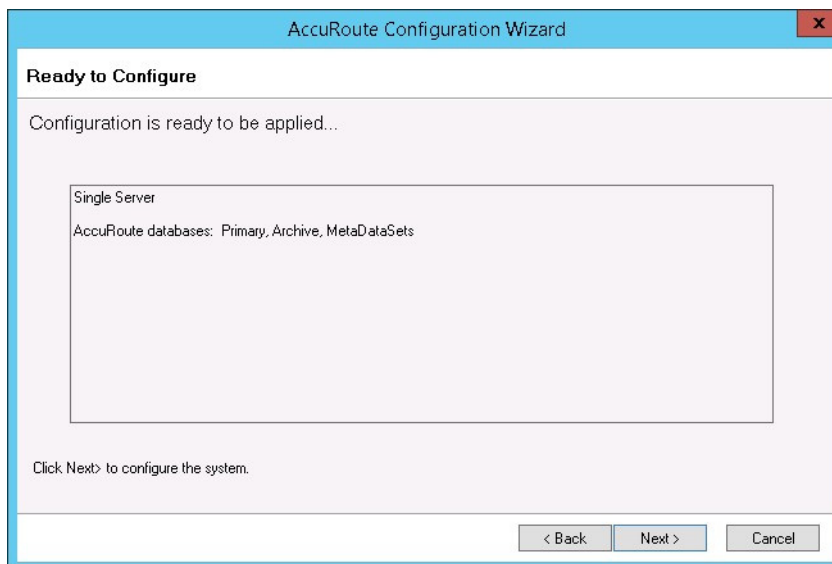 AccuRoute Configuration Wizard
x
Ready to Configure
Configuration is ready to be applied...
Single Server
AccuRoute databases:  Primary, Archive, MetaDataSets
Click Next> to configure the system.
< Back
Next >
Cancel